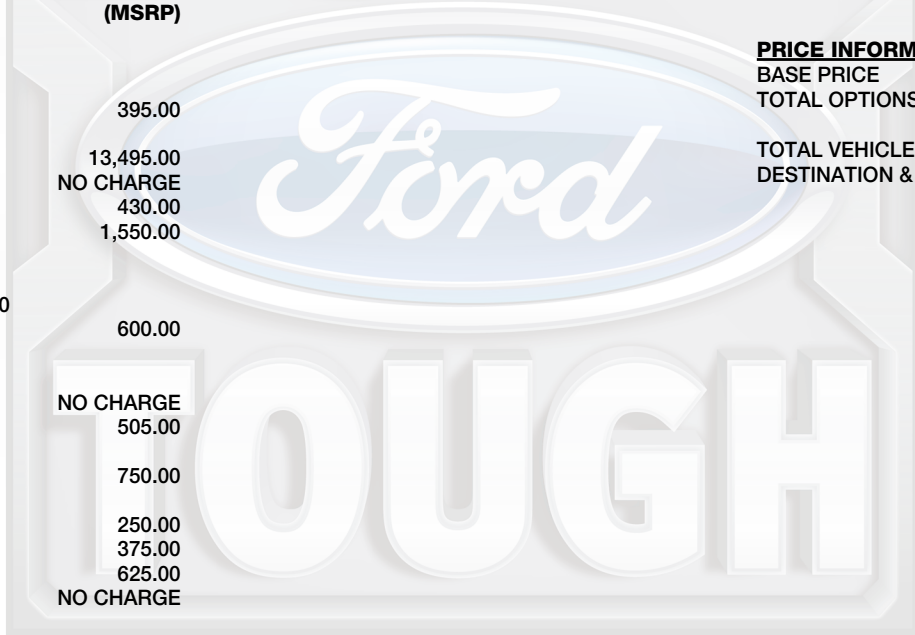 (MSRP)
395.00
13,495.00
NO CHARGE
430.00
1,550.00
0
600.00
NO CHARGE
505.00
750.00
250.00
375.00
625.00
NO CHARGE
PRICE INFORM
BASE PRICE
TOTAL OPTIONS
TOTAL VEHICLE
DESTINATION &
Ford
TOUGH